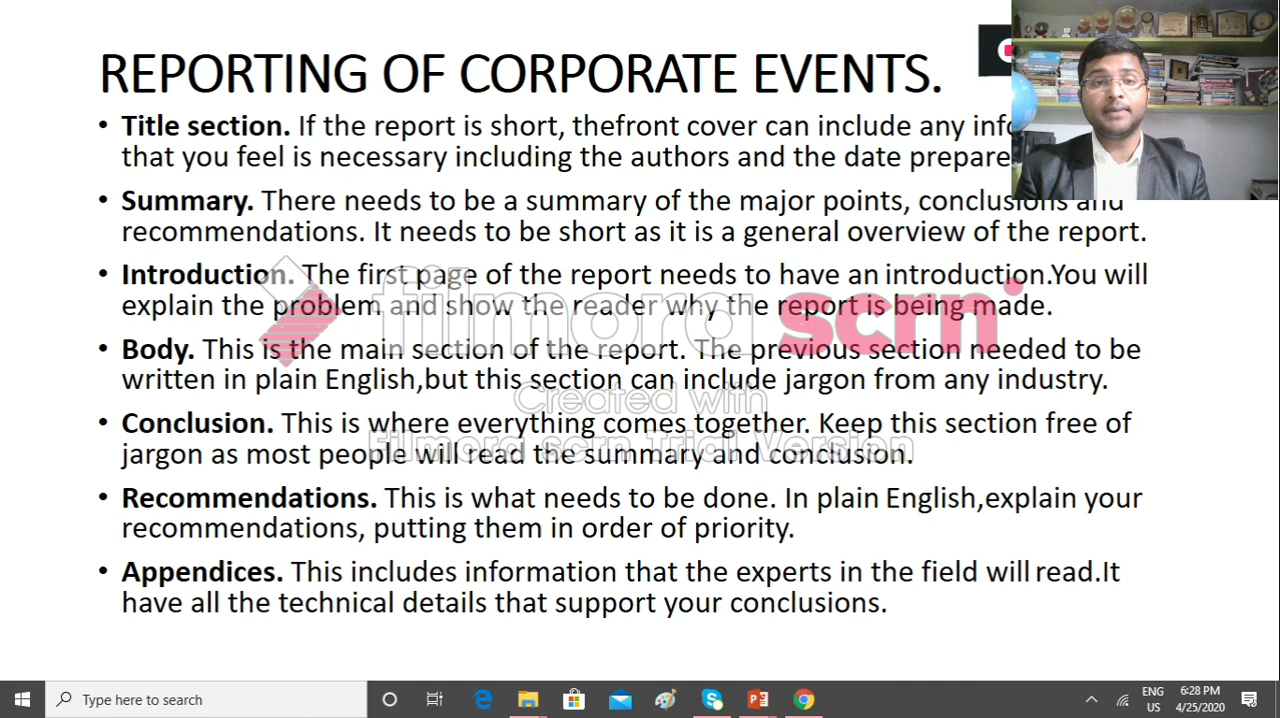 REPORTING OF CORPORATE EVENTS.
• Title section. If the report is short, thefront cover can include any
that you feel is necessary including the authors and the date
• Summary. There needs to be a summary of the major points, conclusions and
recommendations. It needs to be short as it is a general overview of the report.
• Introduction. The first page of the report needs to have an introduction.You will
explain the problem and show the reader why the report is being made.
filmora scrn
• Body. This is the main section of the report. The previous section needed to be
written in plain English,but this section can include jargon from any industry.
Created with
• Conclusion. This is where everything comes together. Keep this section free of
Filmora scrn Trial Version
jargon as most people will read the summary and conclusion.
• Recommendations. This is what needs to be done. In plain English,explain your
recommendations, putting them in order of priority.
• Appendices. This includes information that the experts in the field will read.It
have all the technical details that support your conclusions.
Type here to search
ENG
US
6:28 PM
4/25/2020